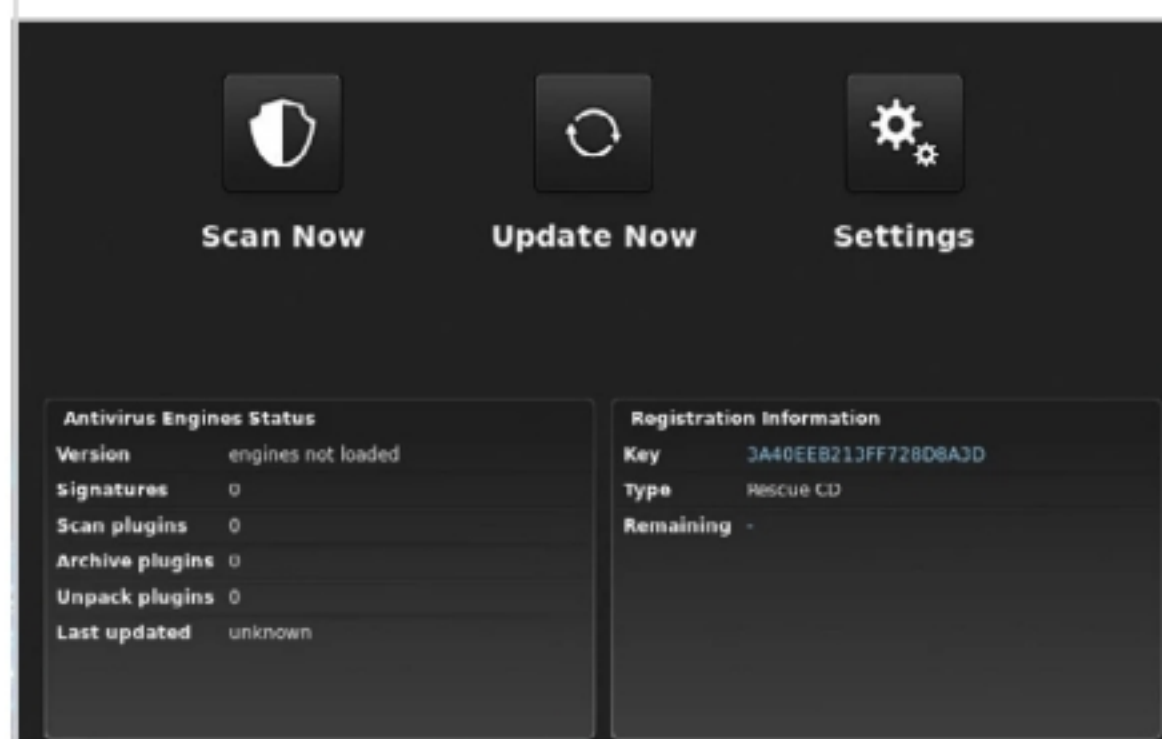 Scan Now
Update Now
Settings
Antivirus Engines Status
Version engines not loaded
Signatures 0
Scan plugins 0
Archive plugins 0
Unpack plugins 0
Last updated unknown
Registration Information
Key
Type Rescue CD
Remaining -